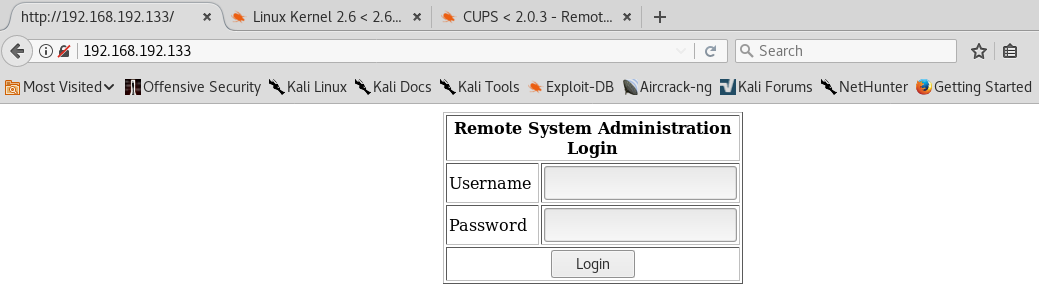 http://192.168.192.133/ Linux Kernel 2.6 < 2.6... CUPS < 2.0.3 - Remot...
192.168.192.133 Search
Most Visited Offensive Security Kali Linux Kali Docs Kali Tools Exploit-DB Aircrack-ng Kali Forums NetHunter Getting Started
Remote System Administration
Login
Username
Password
Login